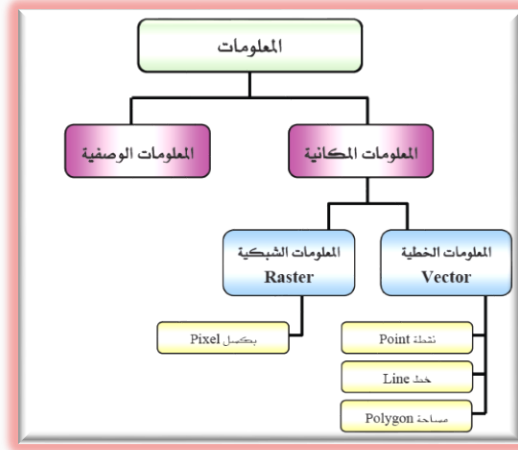 المعلومات
المعلومات المكانية
المعلومات الوصفية
المعلومات الخطية
Vector
المعلومات الشبكية
Raster
نقطة Point
خط Line
مساحة Polygon
بكسل Pixel